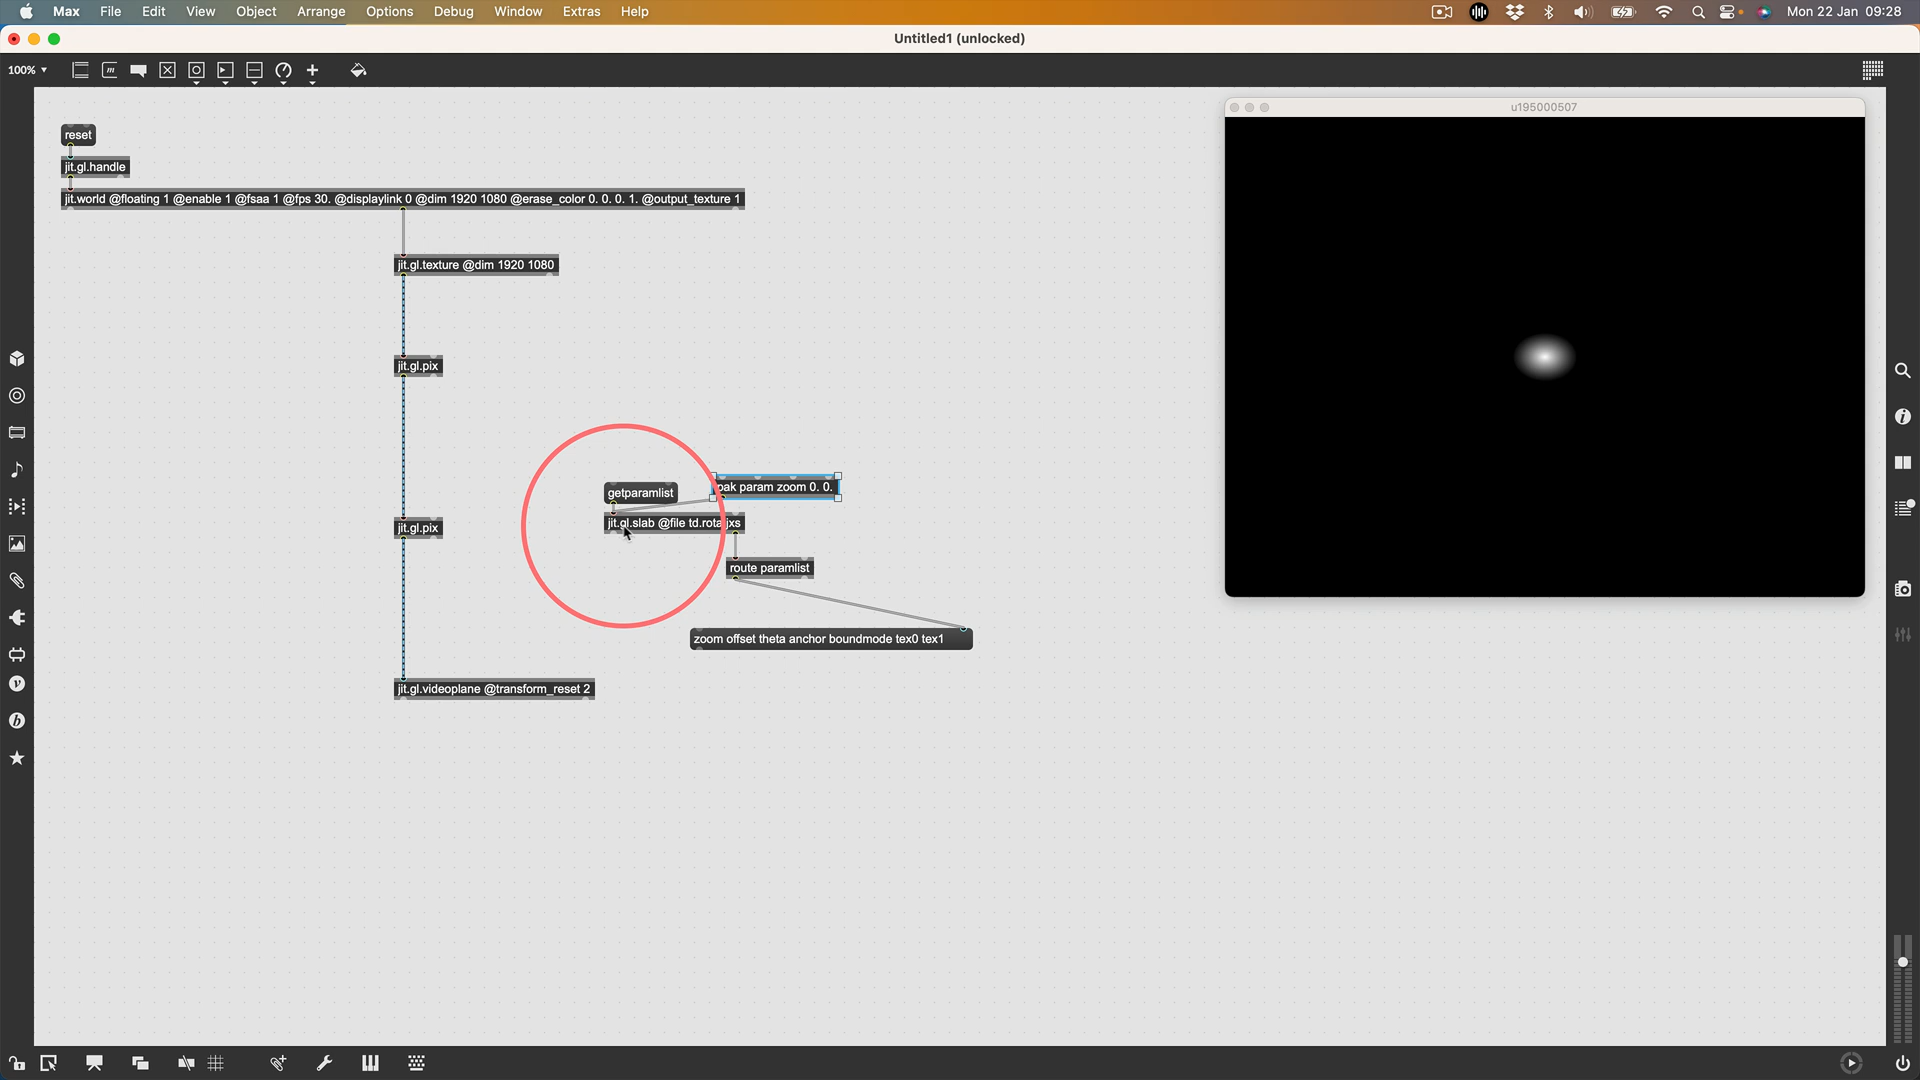 Max File Edit View Object Arrange Options Debug Window Extras Help Mon 22 Jan 09:28
Untitled1 (unlocked)
100%
u195000507
reset
jit.gl.handle
jit.world @floating 1 @enable 1 @fsaa 1 @fps 30. @displaylink 0 @dim 1920 1080 @erase_color 0. 0. 0. 1. @output_texture 1
jit.gl.texture @dim 1920 1080
jit.gl.pix
getparamlist
pak param zoom 0. 0.
jit.gl.slab @file td.rota.jxs
jit.gl.pix
route paramlist
zoom offset theta anchor boundmode tex0 tex1
jit.gl.videoplane @transform_reset 2